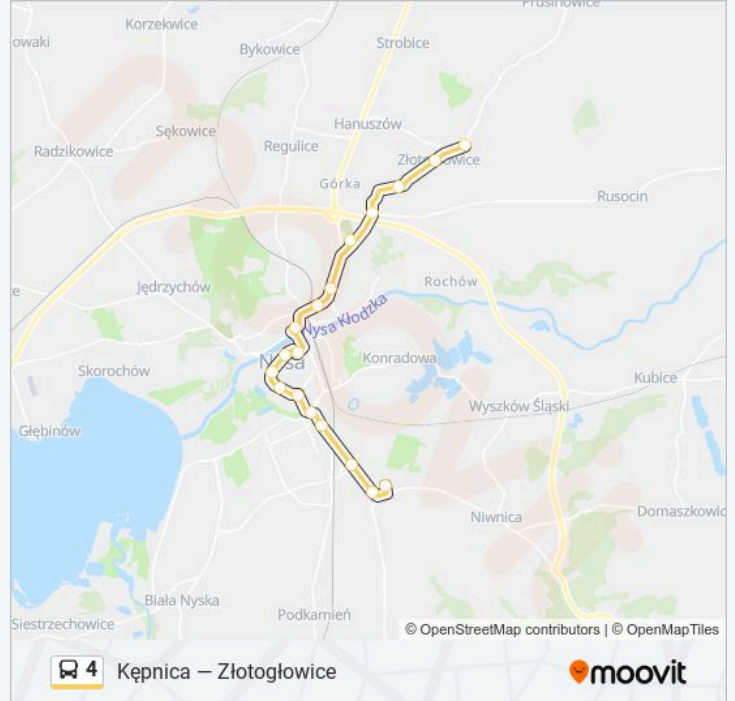 Prusinowice
Korzekwice
owaki
Bykowice
Strobice
Hanuszów
Sękowice
Regulice
Radzikowice
Złotogłowice
Górka
Rusocin
Rochów
Jędrzychów
e
Nysa Kłodzka
Nysa
Konradowa
Skorochów
Kubice
Wyszków Śląski
Głębinów
Niwnica
Domaszkowic
Biała Nyska
Podkamień
Siestrzechowice
© OpenStreetMap contributors | © OpenMapTiles
4 Kępnica — Złotogłowice
moovit